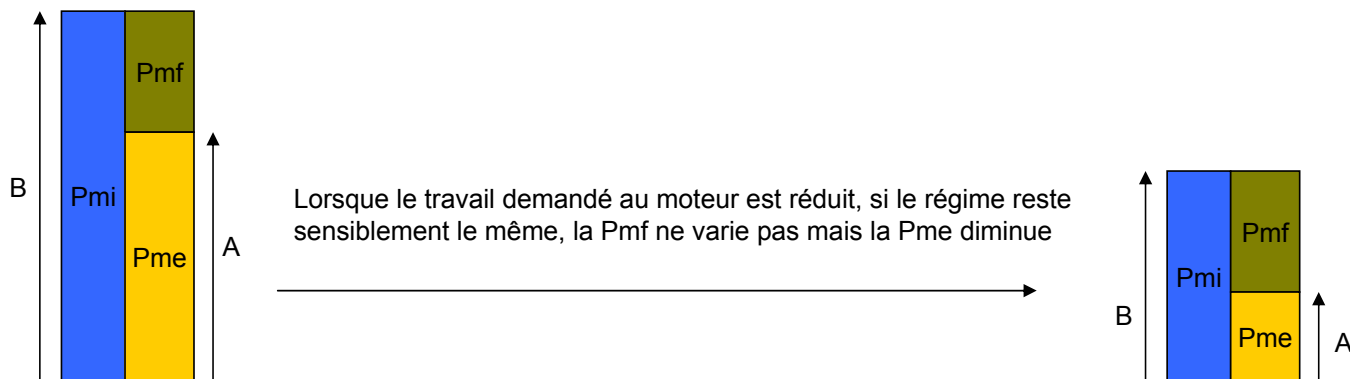 B
Pmi
Pmf
Pme
A
Lorsque le travail demandé au moteur est réduit, si le régime reste
sensiblement le même, la Pmf ne varie pas mais la Pme diminue
B
Pmi
Pmf
Pme
A